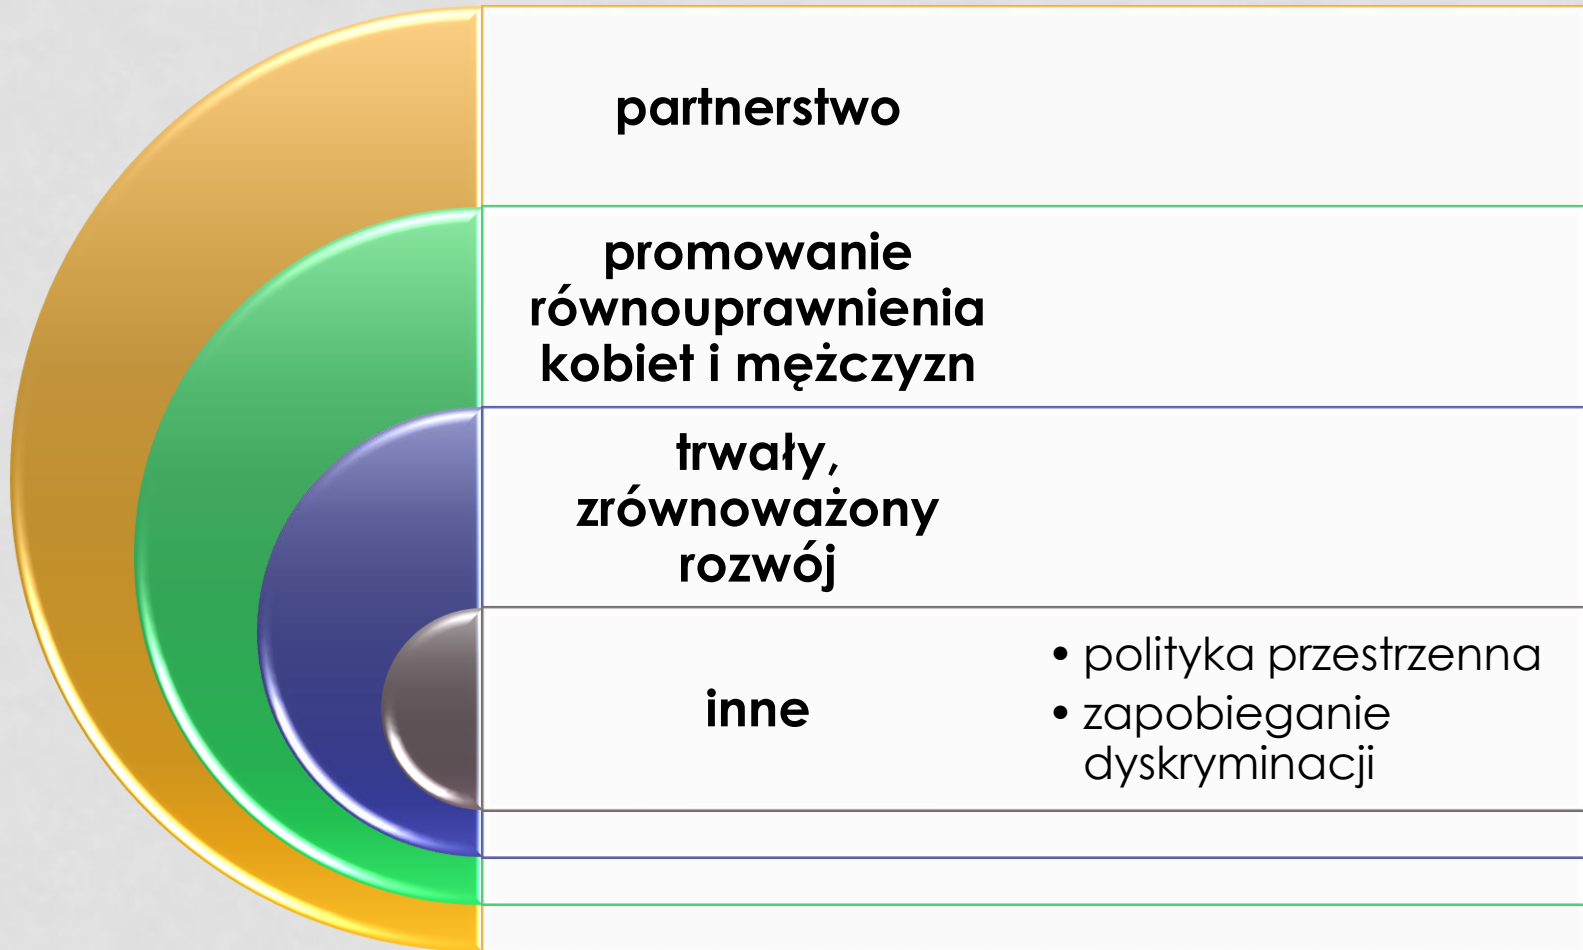 partnerstwo
promowanie
równouprawnienia
kobiet i mężczyzn
trwały,
zrównoważony
rozwój
inne
• polityka przestrzenna
• zapobieganie
dyskryminacji